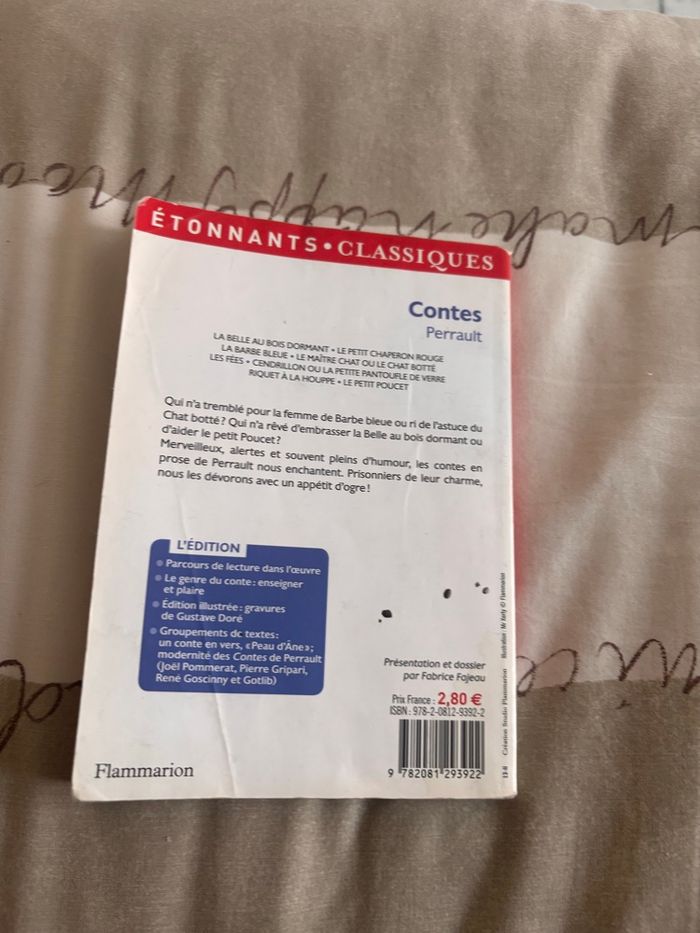 make happy
ÉTONNANTS • CLASSIQUES
Contes
Perrault
LA BELLE AU BOIS DORMANT • LE PETIT CHAPERON ROUGE
LA BARBE BLEUE • LE MAÎTRE CHAT OU LE CHAT BOTTÉ
LES FÉES • CENDRILLON OU LA PETITE PANTOUFLE DE VERRE
RIQUET À LA HOUPPE • LE PETIT POUCET
Qui n'a tremblé pour la femme de Barbe bleue ou ri de l'astuce du
Chat botté ? Qui n'a rêvé d'embrasser la Belle au bois dormant ou
d'aider le petit Poucet ?
Merveilleux, alertes et souvent pleins d'humour, les contes en
prose de Perrault nous enchantent. Prisonniers de leur charme,
nous les dévorons avec un appétit d'ogre !
L'ÉDITION
• Parcours de lecture dans l'œuvre
• Le genre du conte : enseigner
et plaire
• Édition illustrée : gravures
de Gustave Doré
• Groupements de textes :
un conte en vers, « Peau d'Âne » ;
modernité des Contes de Perrault
(Joël Pommerat, Pierre Gripari,
René Goscinny et Gotlib)
Présentation et dossier
par Fabrice Fajeau
Prix France : 2,80 €
ISBN : 978-2-0812-9392-2
9 782081 293922
Flammarion
Création Studio Flammarion